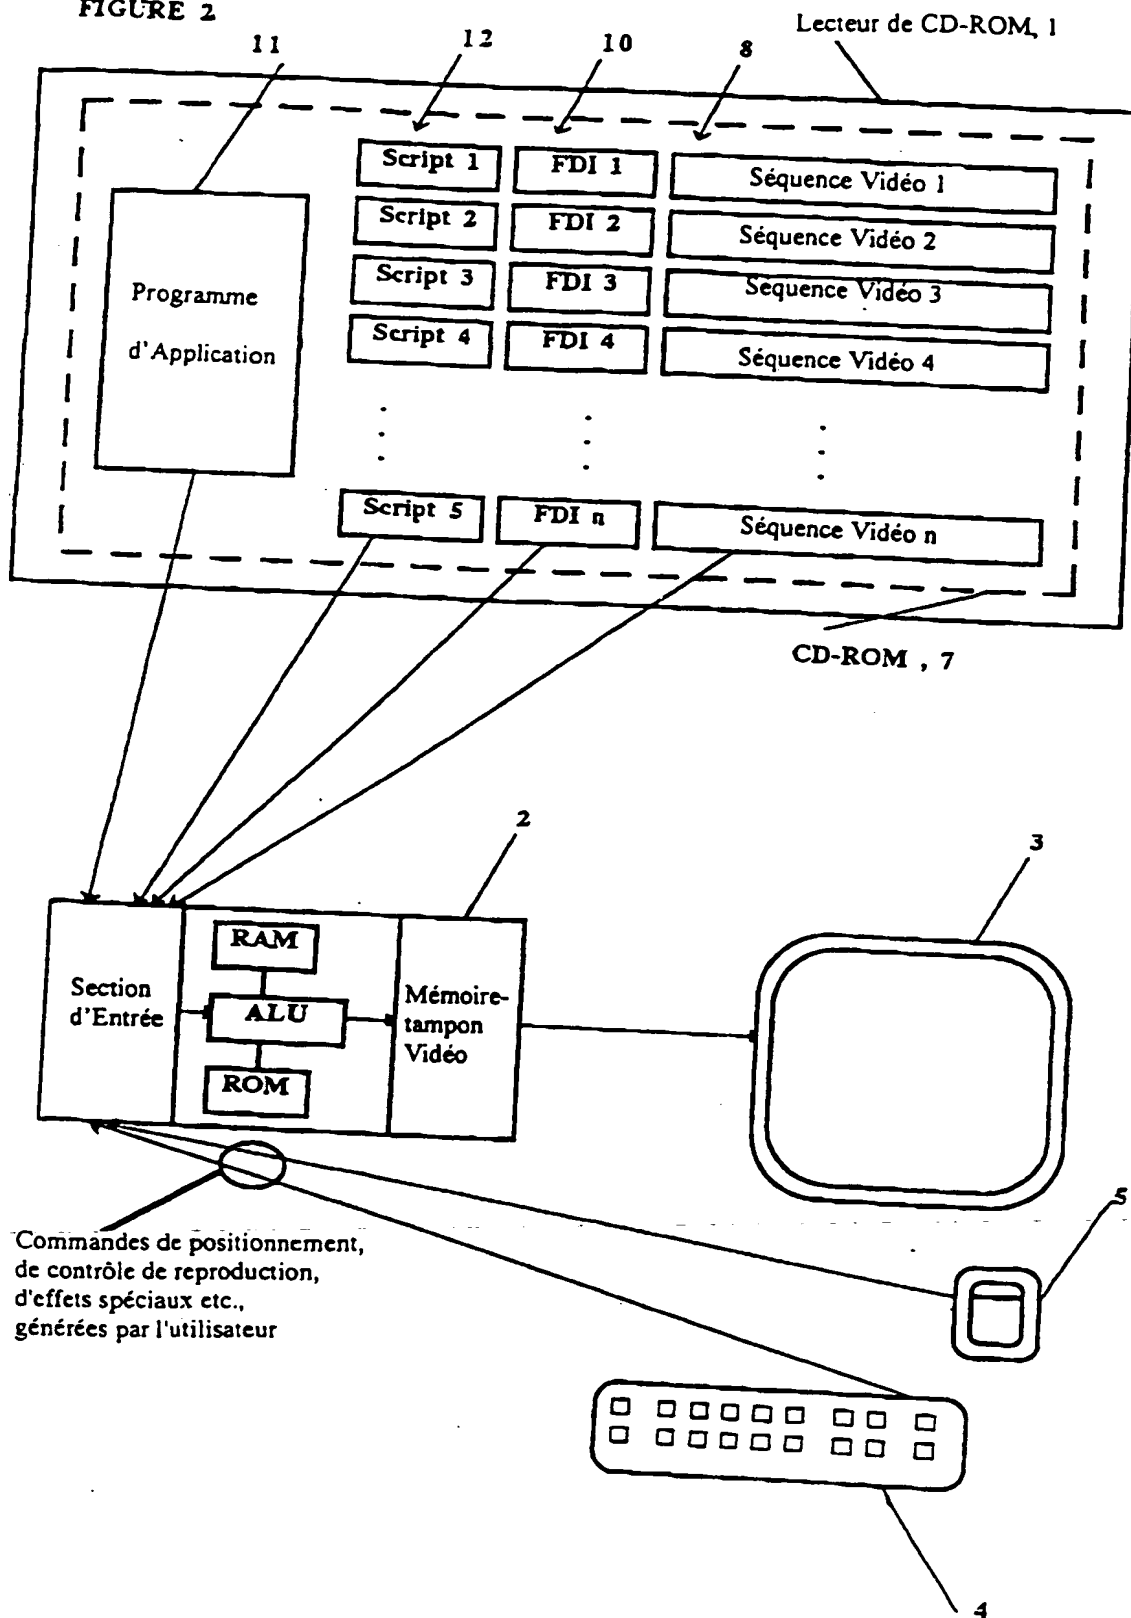 FIGURE 2
Lecteur de CD-ROM, 1
11
12
10
8
Script 1
FDI 1
Séquence Vidéo 1
Script 2
FDI 2
Séquence Vidéo 2
Script 3
FDI 3
Séquence Vidéo 3
Script 4
FDI 4
Séquence Vidéo 4
Programme
d'Application
Script 5
FDI n
Séquence Vidéo n
CD-ROM , 7
2
3
Section
d'Entrée
RAM
ALU
ROM
Mémoire-
tampon
Vidéo
5
Commandes de positionnement,
de contrôle de reproduction,
d'effets spéciaux etc.,
générées par l'utilisateur
4